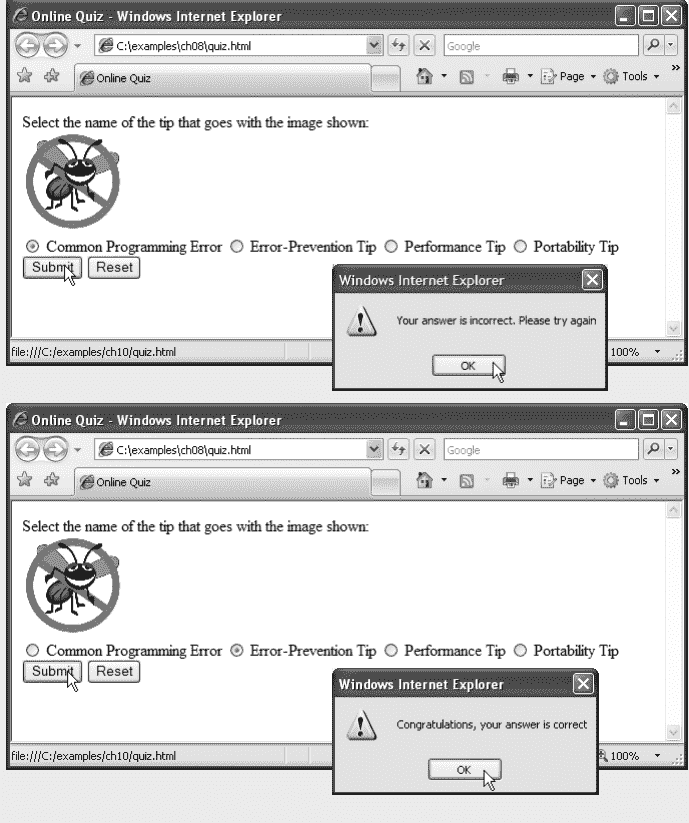 Online Quiz - Windows Internet Explorer
C:\examples\ch08\quiz.html
Google
Online Quiz
Page
Tools
»
Select the name of the tip that goes with the image shown:
Common Programming Error Error-Prevention Tip Performance Tip Portability Tip
Submit Reset
Windows Internet Explorer
Your answer is incorrect. Please try again
OK
file:///C:/examples/ch10/quiz.html
100%
Online Quiz - Windows Internet Explorer
C:\examples\ch08\quiz.html
Google
Online Quiz
Page
Tools
»
Select the name of the tip that goes with the image shown:
Common Programming Error Error-Prevention Tip Performance Tip Portability Tip
Submit Reset
Windows Internet Explorer
Congratulations, your answer is correct
OK
file:///C:/examples/ch10/quiz.html
100%